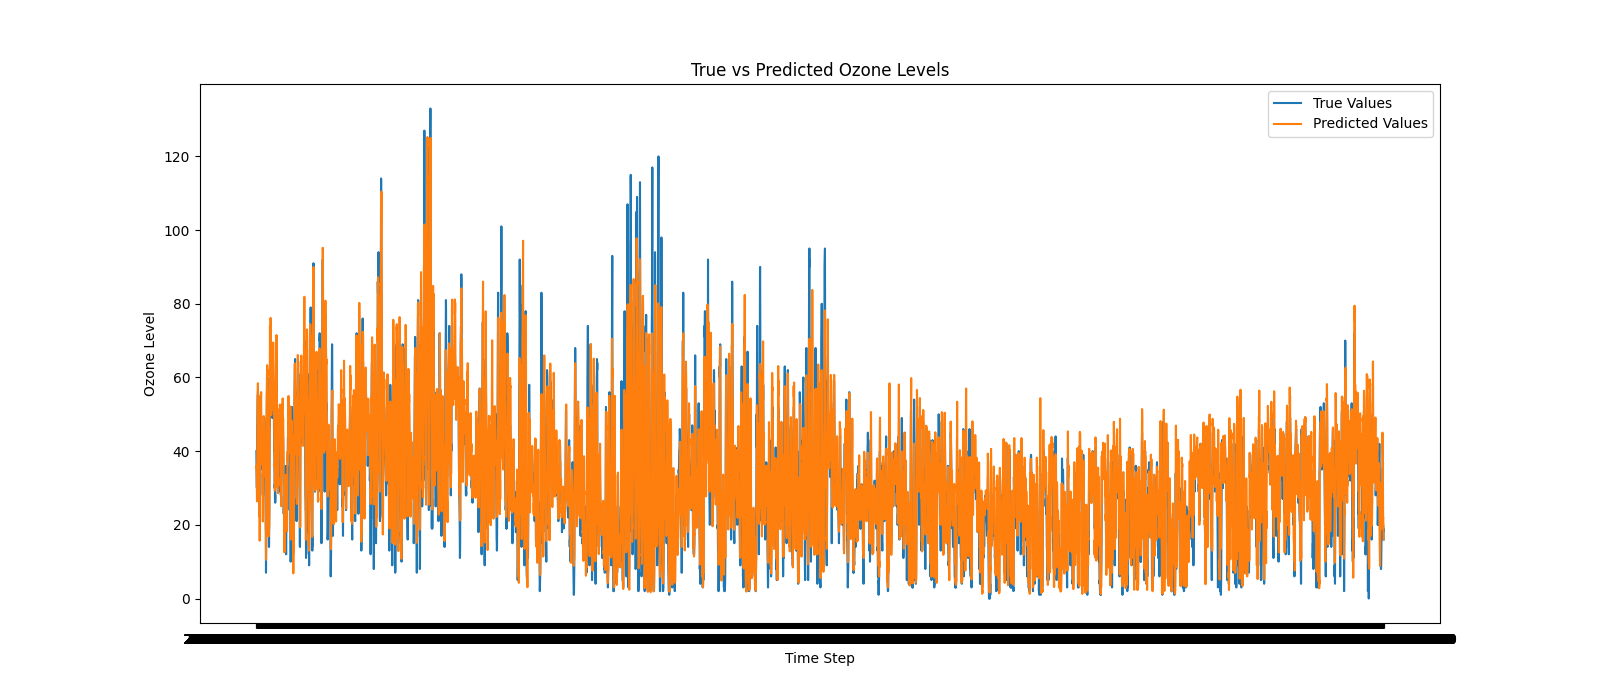 True vs Predicted Ozone Levels
True Values
Predicted Values
120
100
80
60
40
20
0
Ozone Level
Time Step